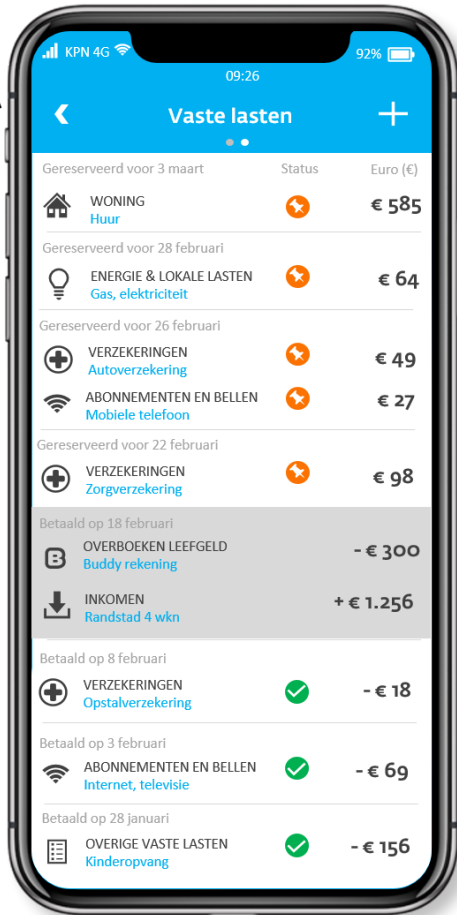 KPN 4G 92%
09:26
Vaste lasten
Gereserveerd voor 3 maart Status Euro (€)
WONING € 585
Huur
Gereserveerd voor 28 februari
ENERGIE & LOKALE LASTEN € 64
Gas, elektriciteit
Gereserveerd voor 26 februari
VERZEKERINGEN € 49
Autoverzekering
ABONNEMENTEN EN BELLEN € 27
Mobiele telefoon
Gereserveerd voor 22 februari
VERZEKERINGEN € 98
Zorgverzekering
Betaald op 18 februari
OVERBOEKEN LEEFGELD - € 300
Buddy rekening
INKOMEN + € 1.256
Randstad 4 wkn
Betaald op 8 februari
VERZEKERINGEN - € 18
Opstalverzekering
Betaald op 3 februari
ABONNEMENTEN EN BELLEN - € 69
Internet, televisie
Betaald op 28 januari
OVERIGE VASTE LASTEN - € 156
Kinderopvang